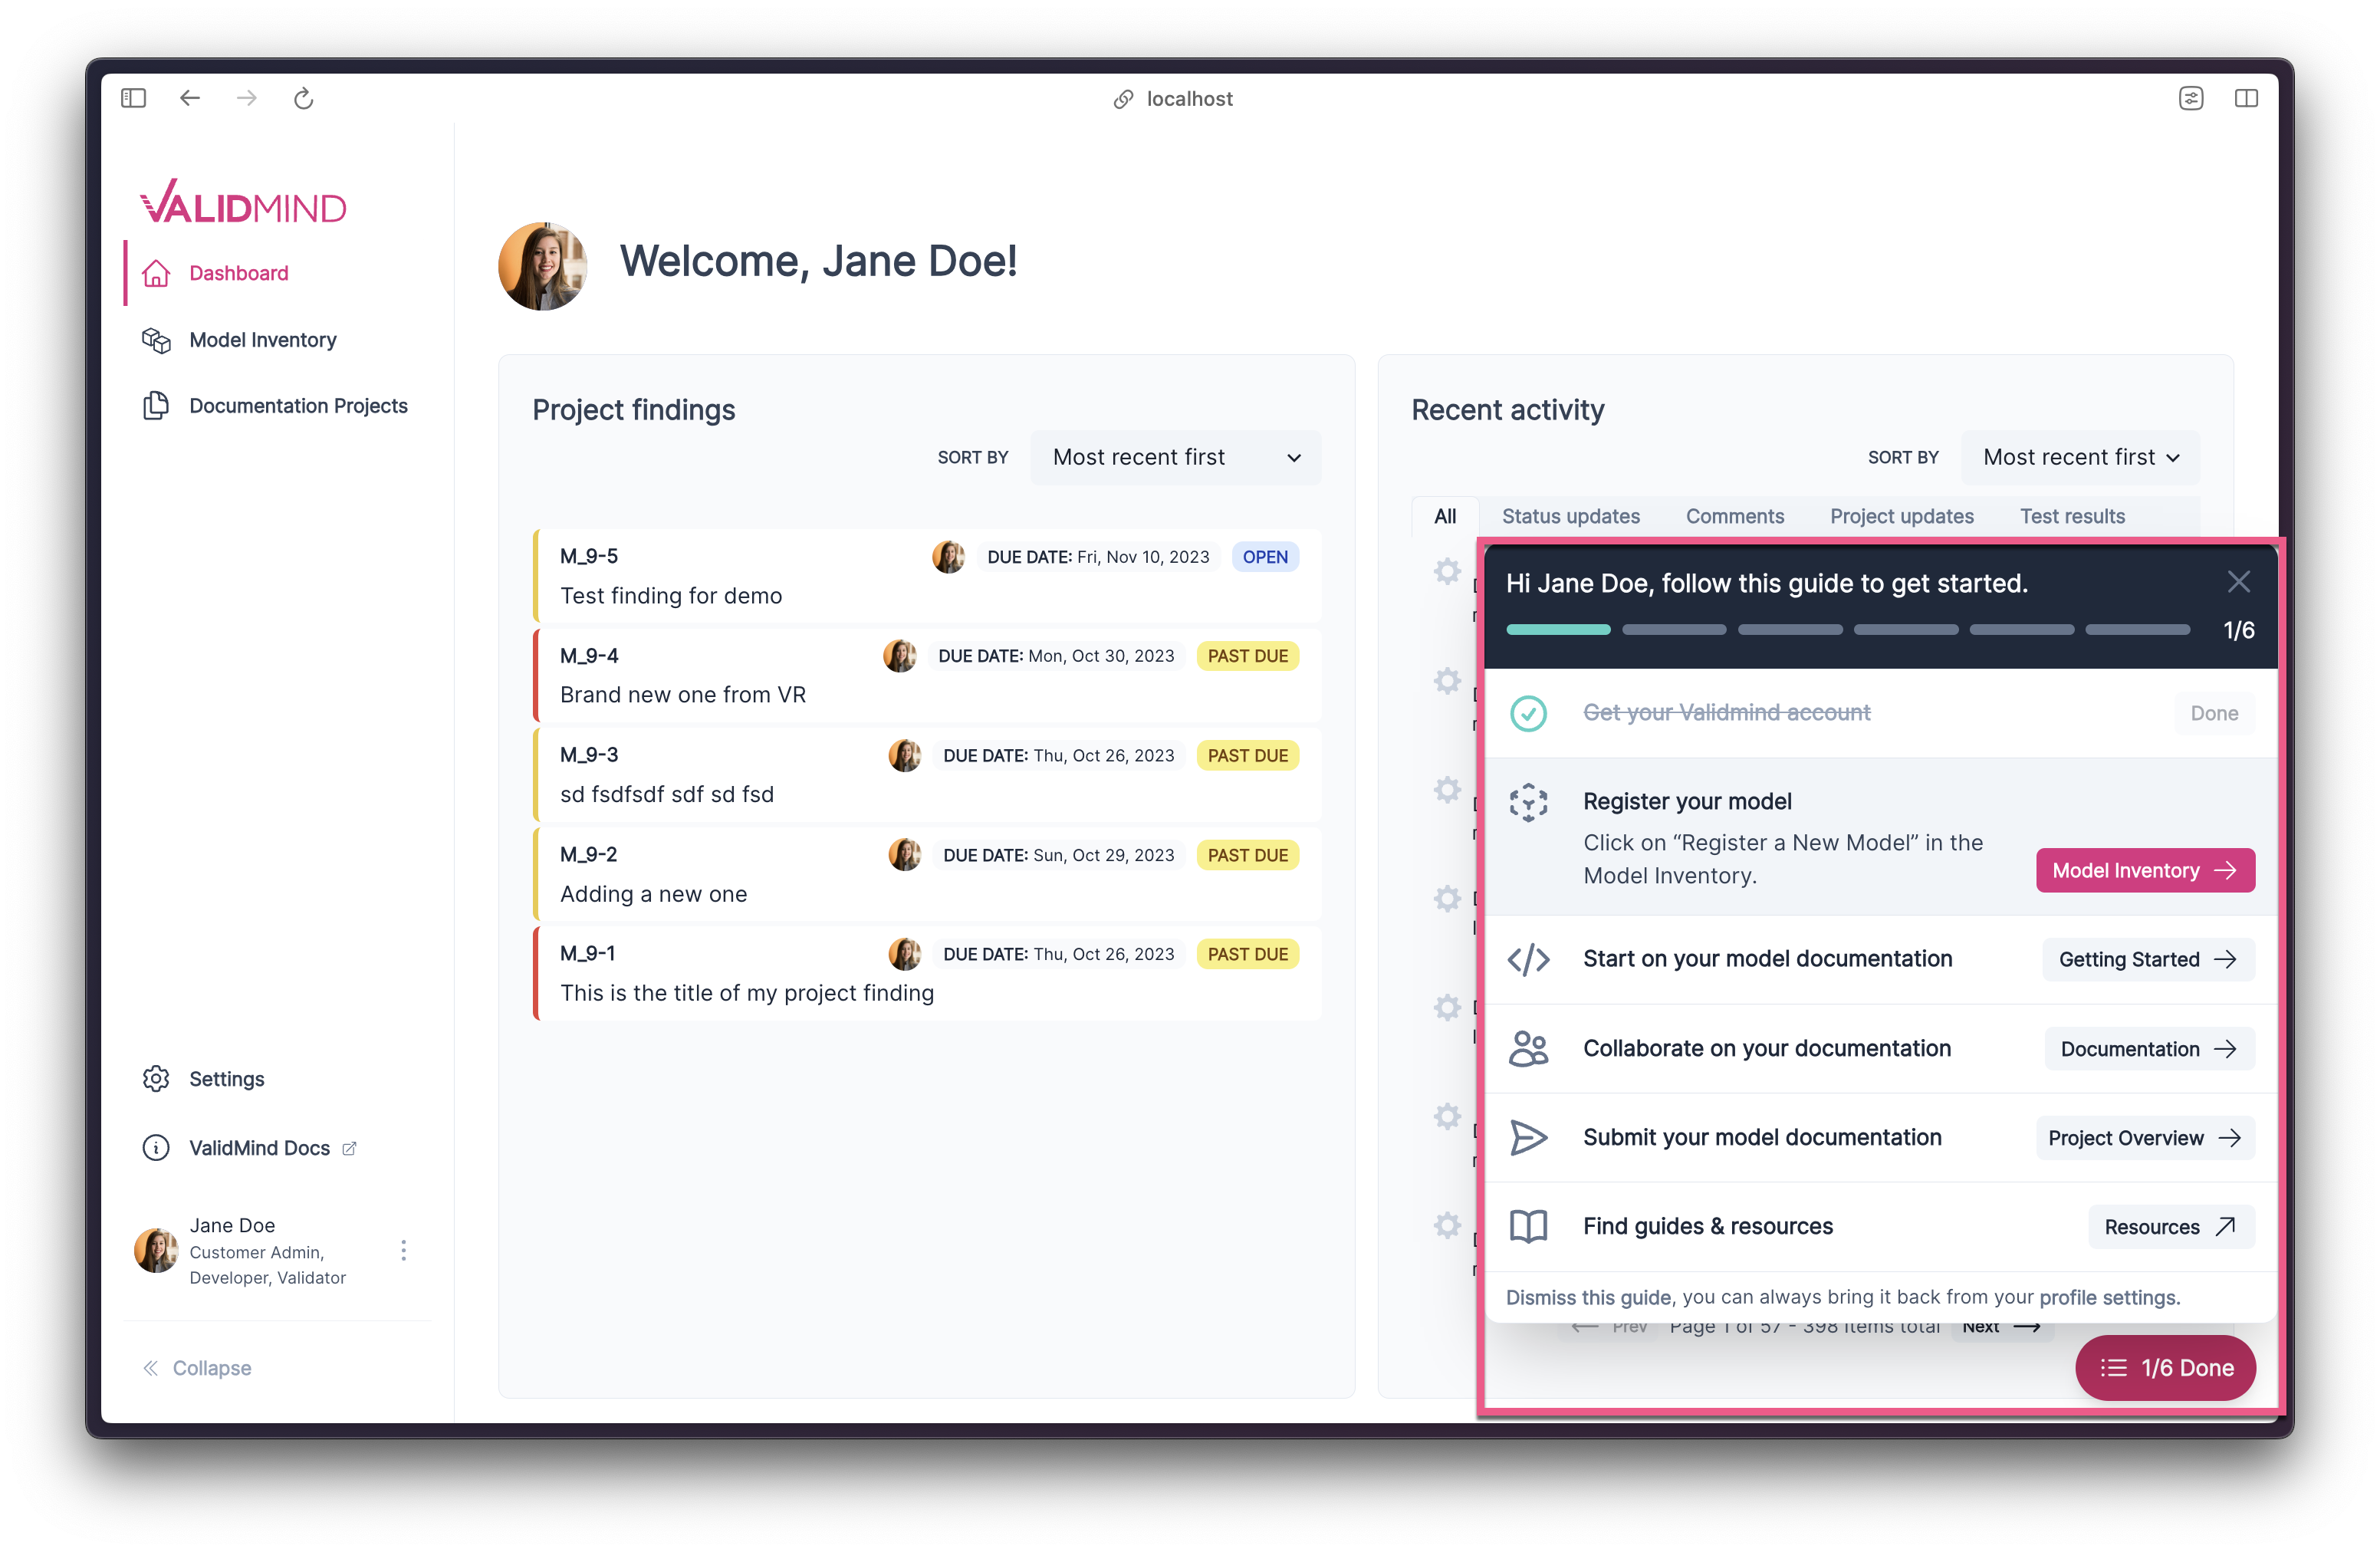 localhost
VALIDMIND
Dashboard
Model Inventory
Documentation Projects
Settings
ValidMind Docs
Jane Doe
Customer Admin,
Developer, Validator
Collapse
Welcome, Jane Doe!
Project findings
SORT BY Most recent first
M_9-5 DUE DATE: Fri, Nov 10, 2023 OPEN
Test finding for demo
M_9-4 DUE DATE: Mon, Oct 30, 2023 PAST DUE
Brand new one from VR
M_9-3 DUE DATE: Thu, Oct 26, 2023 PAST DUE
sd fsdfsdf sdf sd fsd
M_9-2 DUE DATE: Sun, Oct 29, 2023 PAST DUE
Adding a new one
M_9-1 DUE DATE: Thu, Oct 26, 2023 PAST DUE
This is the title of my project finding
Recent activity
SORT BY Most recent first
All Status updates Comments Project updates Test results
Hi Jane Doe, follow this guide to get started.
1/6
Get your Validmind account Done
Register your model
Click on “Register a New Model” in the
Model Inventory.
Model Inventory
Start on your model documentation Getting Started
Collaborate on your documentation Documentation
Submit your model documentation Project Overview
Find guides & resources Resources
Dismiss this guide, you can always bring it back from your profile settings.
Prev Page 1 of 57 - 398 items total Next
1/6 Done